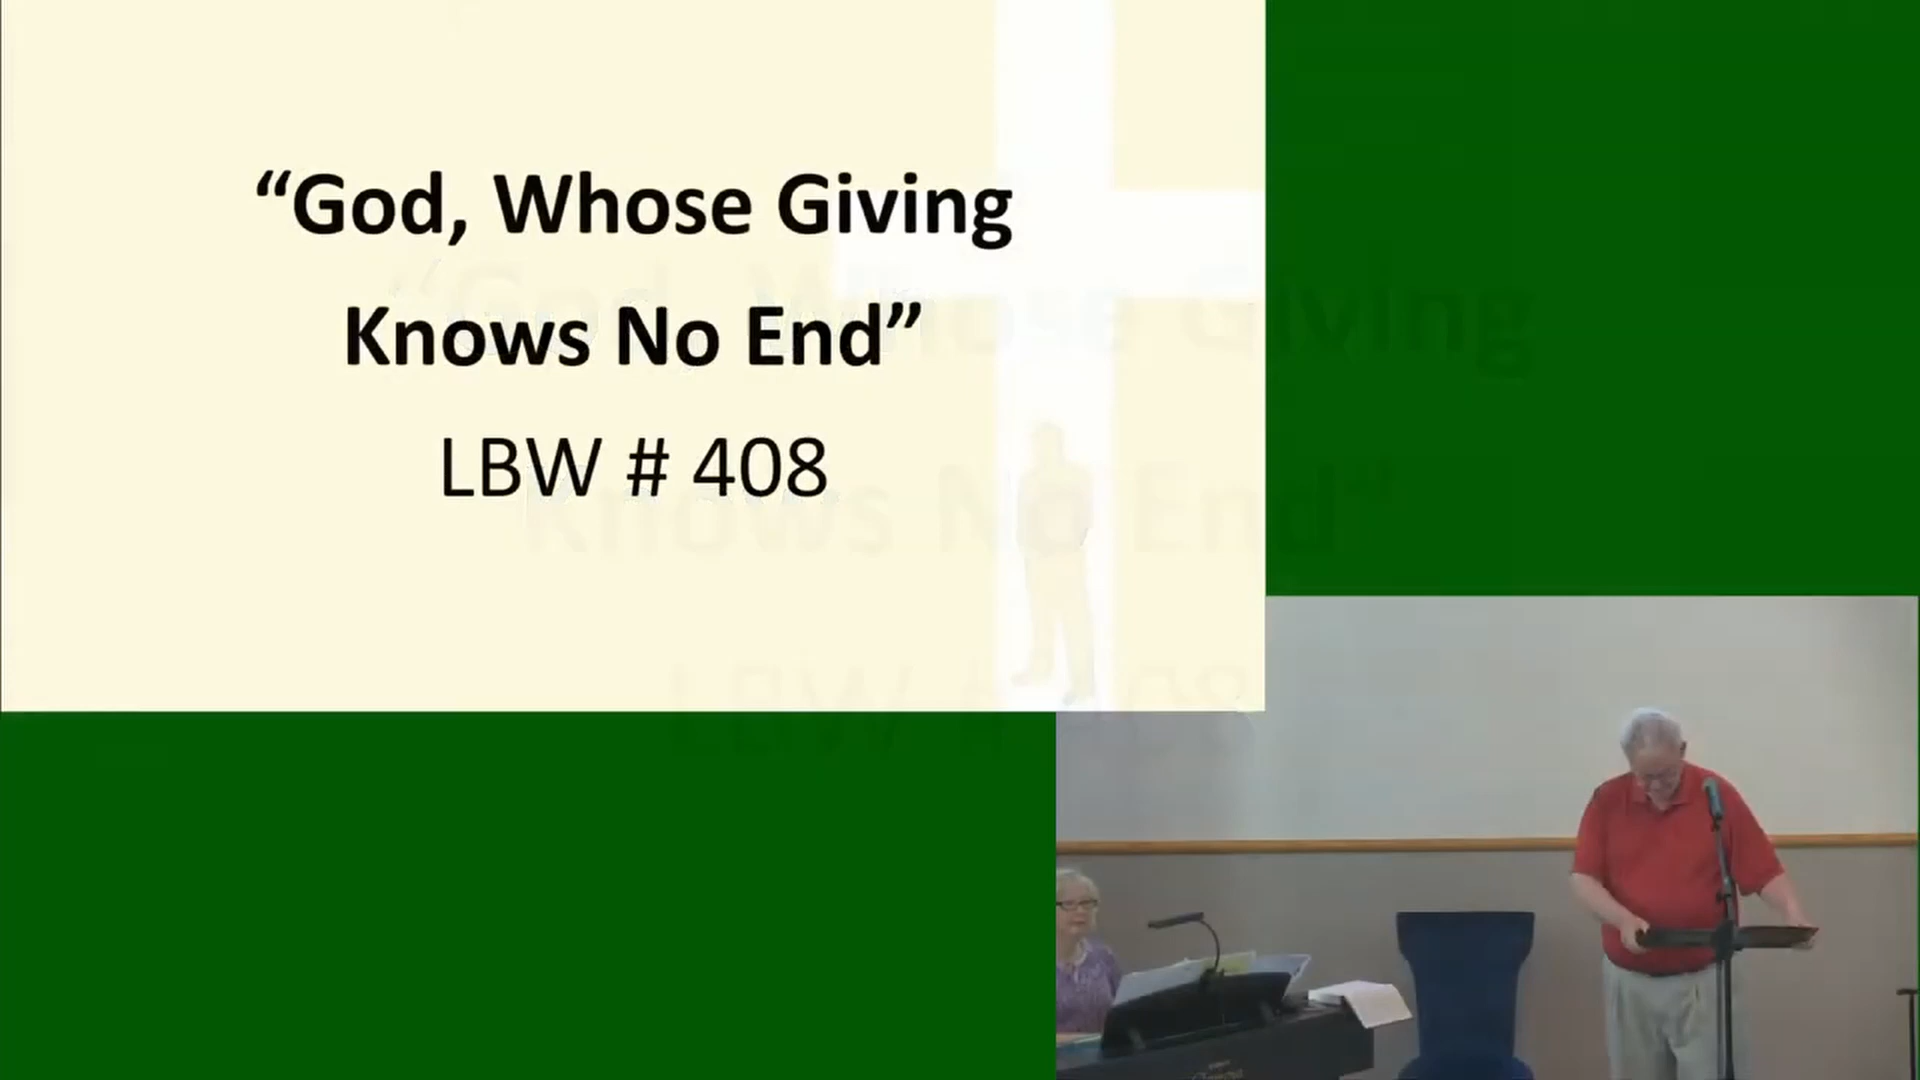 “God, Whose Giving
Knows No End”
LBW # 408